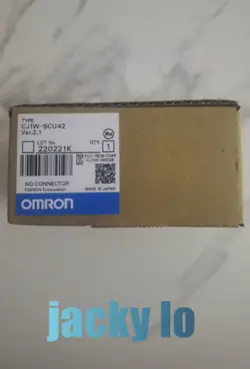 TYPE
CJ1W-SCU42
Ver.2.1
LOT No.
QTY.
220221K
1
NO CONNECTOR
OMRON Corporation
MADE IN JAPAN
OMRON
jacky lo